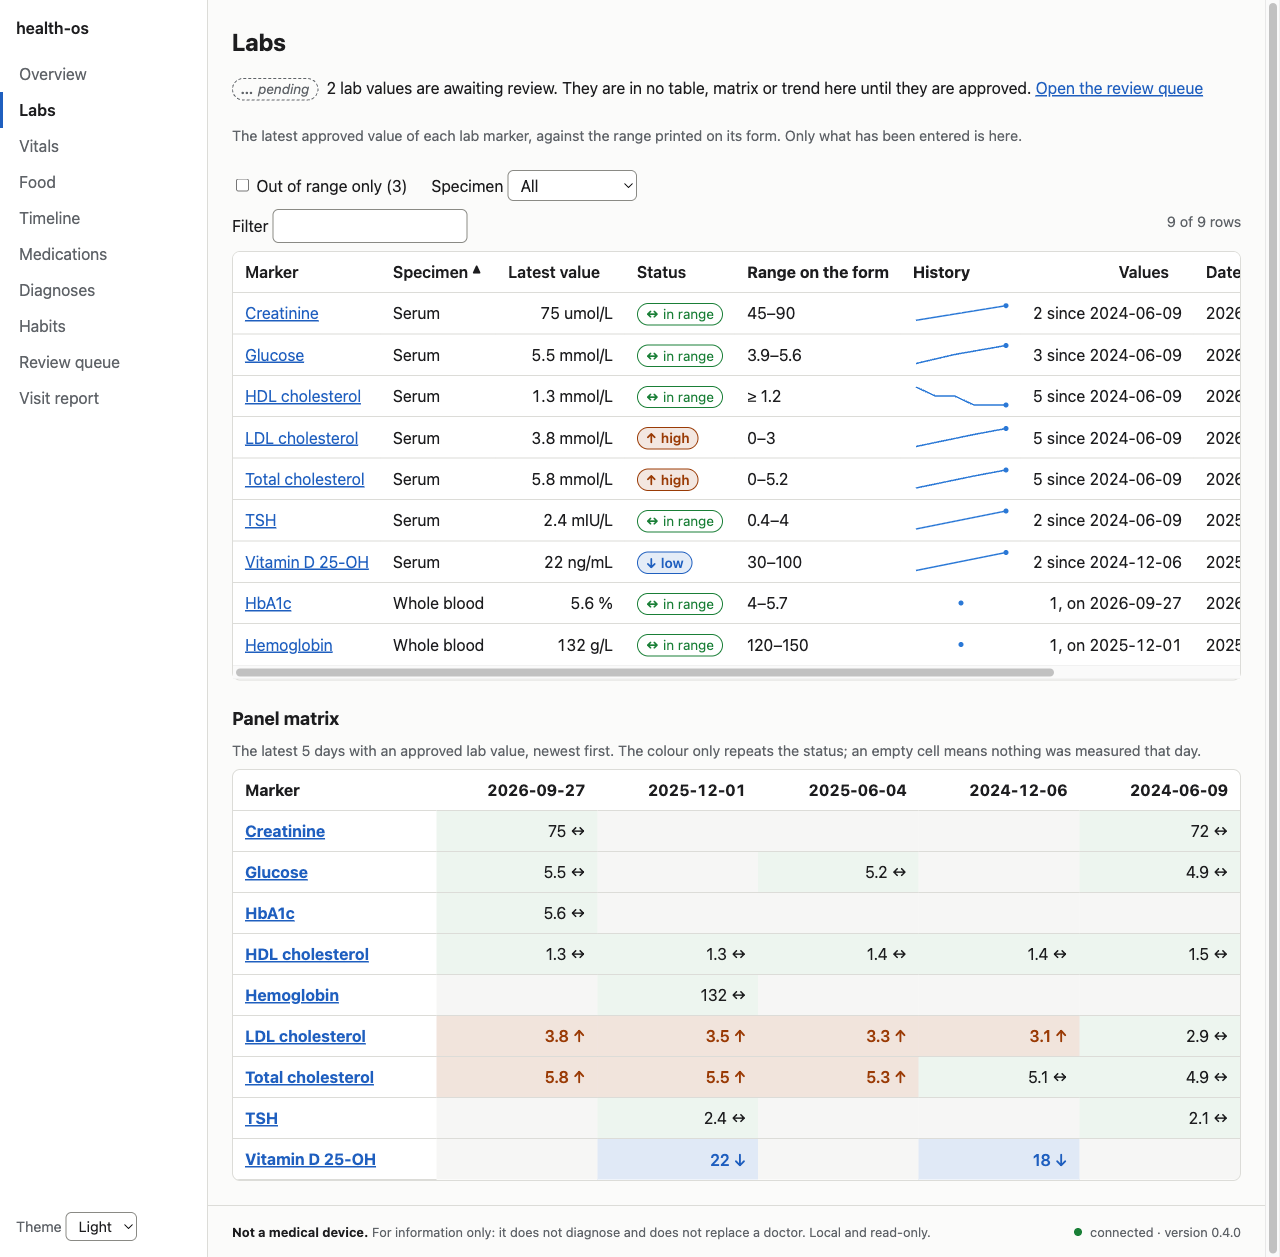 health-os
Overview
Labs
Vitals
Food
Timeline
Medications
Diagnoses
Habits
Review queue
Visit report
Theme Light
Labs
... pending 2 lab values are awaiting review. They are in no table, matrix or trend here until they are approved. Open the review queue
The latest approved value of each lab marker, against the range printed on its form. Only what has been entered is here.
Out of range only (3) Specimen All
Filter 9 of 9 rows
Marker Specimen ▲ Latest value Status Range on the form History Values Date
Creatinine Serum 75 umol/L ↔ in range 45–90 2 since 2024-06-09 2026
Glucose Serum 5.5 mmol/L ↔ in range 3.9–5.6 3 since 2024-06-09 2026
HDL cholesterol Serum 1.3 mmol/L ↔ in range ≥ 1.2 5 since 2024-06-09 2026
LDL cholesterol Serum 3.8 mmol/L ↑ high 0–3 5 since 2024-06-09 2026
Total cholesterol Serum 5.8 mmol/L ↑ high 0–5.2 5 since 2024-06-09 2026
TSH Serum 2.4 mIU/L ↔ in range 0.4–4 2 since 2024-06-09 2025
Vitamin D 25-OH Serum 22 ng/mL ↓ low 30–100 2 since 2024-12-06 2025
HbA1c Whole blood 5.6 % ↔ in range 4–5.7 1, on 2026-09-27 2026
Hemoglobin Whole blood 132 g/L ↔ in range 120–150 1, on 2025-12-01 2025
Panel matrix
The latest 5 days with an approved lab value, newest first. The colour only repeats the status; an empty cell means nothing was measured that day.
Marker 2026-09-27 2025-12-01 2025-06-04 2024-12-06 2024-06-09
Creatinine 75 ↔ 72 ↔
Glucose 5.5 ↔ 5.2 ↔ 4.9 ↔
HbA1c 5.6 ↔
HDL cholesterol 1.3 ↔ 1.3 ↔ 1.4 ↔ 1.4 ↔ 1.5 ↔
Hemoglobin 132 ↔
LDL cholesterol 3.8 ↑ 3.5 ↑ 3.3 ↑ 3.1 ↑ 2.9 ↔
Total cholesterol 5.8 ↑ 5.5 ↑ 5.3 ↑ 5.1 ↔ 4.9 ↔
TSH 2.4 ↔ 2.1 ↔
Vitamin D 25-OH 22 ↓ 18 ↓
Not a medical device. For information only: it does not diagnose and does not replace a doctor. Local and read-only. connected · version 0.4.0